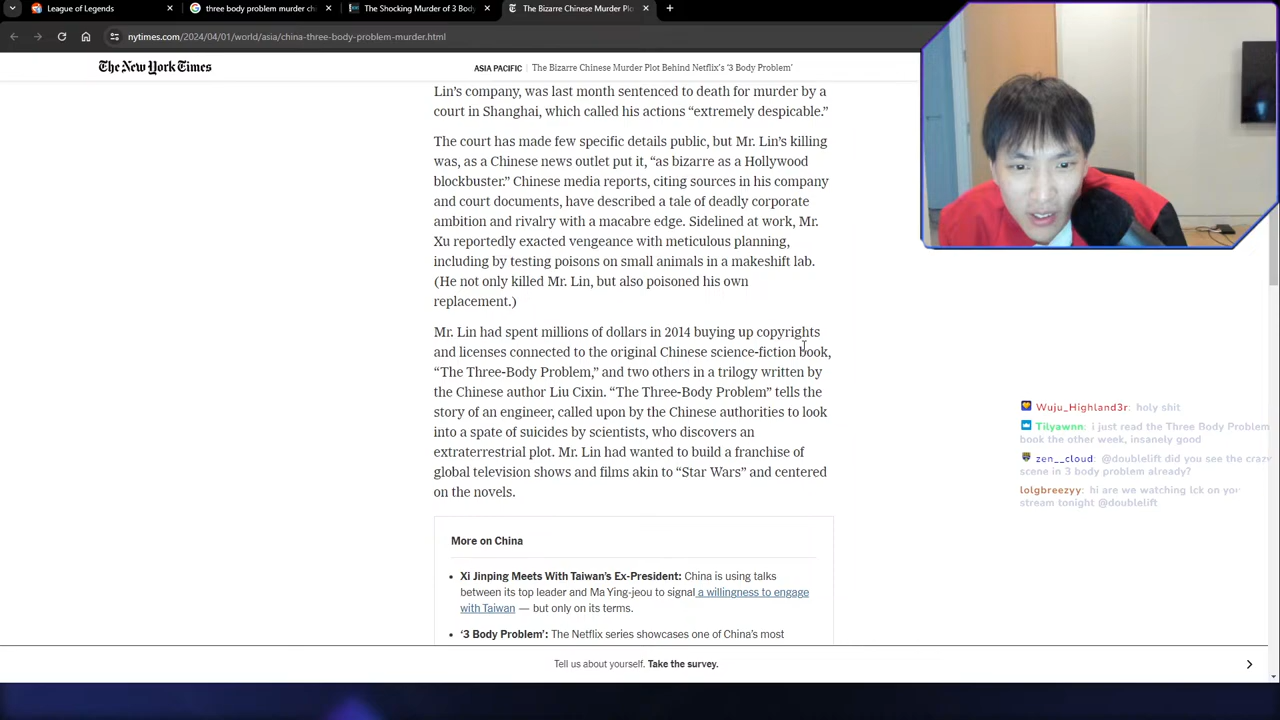 League of Legends
three body problem murder chi
The Shocking Murder of 3 Body
The Bizarre Chinese Murder Plo
nytimes.com/2024/04/01/world/asia/china-three-body-problem-murder.html
The New York Times
ASIA PACIFIC | The Bizarre Chinese Murder Plot Behind Netflix's ‘3 Body Problem’
Lin’s company, was last month sentenced to death for murder by a
court in Shanghai, which called his actions “extremely despicable.”
The court has made few specific details public, but Mr. Lin’s killing
was, as a Chinese news outlet put it, “as bizarre as a Hollywood
blockbuster.” Chinese media reports, citing sources in his company
and court documents, have described a tale of deadly corporate
ambition and rivalry with a macabre edge. Sidelined at work, Mr.
Xu reportedly exacted vengeance with meticulous planning,
including by testing poisons on small animals in a makeshift lab.
(He not only killed Mr. Lin, but also poisoned his own
replacement.)
Mr. Lin had spent millions of dollars in 2014 buying up copyrights
and licenses connected to the original Chinese science-fiction book,
“The Three-Body Problem,” and two others in a trilogy written by
the Chinese author Liu Cixin. “The Three-Body Problem” tells the
story of an engineer, called upon by the Chinese authorities to look
into a spate of suicides by scientists, who discovers an
extraterrestrial plot. Mr. Lin had wanted to build a franchise of
global television shows and films akin to “Star Wars” and centered
on the novels.
More on China
• Xi Jinping Meets With Taiwan’s Ex-President: China is using talks
between its top leader and Ma Ying-jeou to signal a willingness to engage
with Taiwan — but only on its terms.
• ‘3 Body Problem’: The Netflix series showcases one of China’s most
Tell us about yourself. Take the survey.
Wuju_Highland3r: holy shit
Tilyawnn: i just read the Three Body Problem
book the other week, insanely good
zen__cloud: @doublelift did you see the craz
scene in 3 body problem already?
lolgbreezyy: hi are we watching lck on yo
stream tonight @doublelift